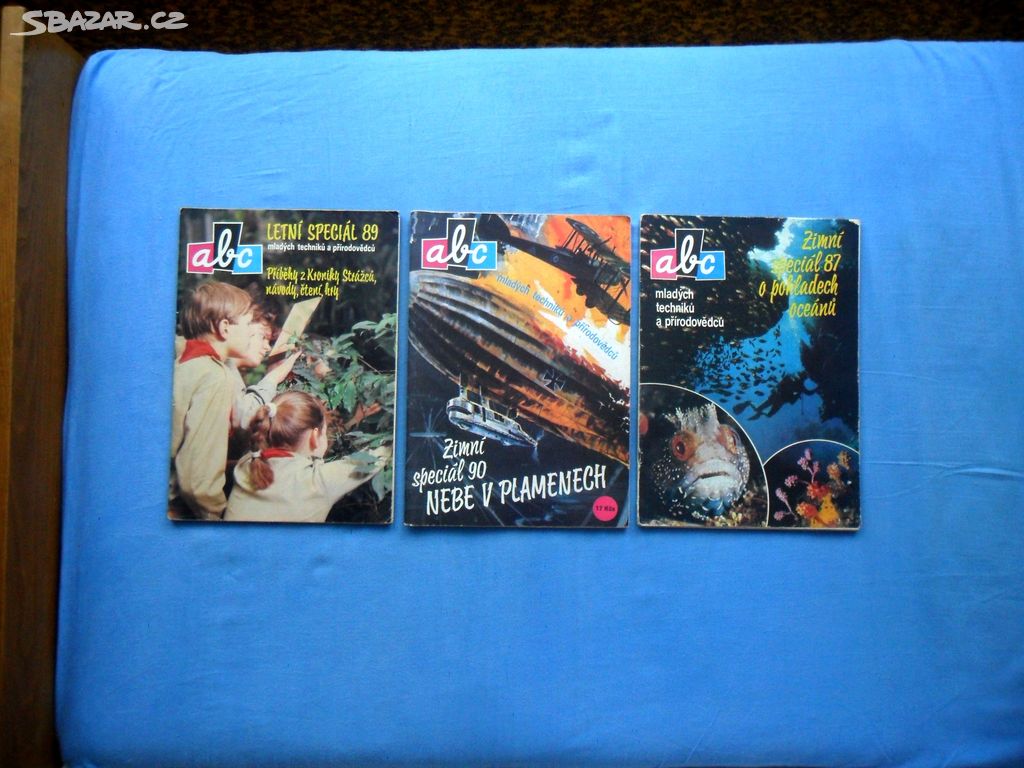 SBAZAR.CZ
abc
LETNÍ SPECIÁL 89
mladých techniků a přírodovědců
Příběhy z Kroniky Strážců,
návody, čtení, hry
abc
mladých techniků a přírodovědců
Zimní
speciál 90
NEBE V PLAMENECH
17 Kčs
abc
mladých
techniků
a přírodovědců
Zimní
speciál 87
o pokladech
oceánů